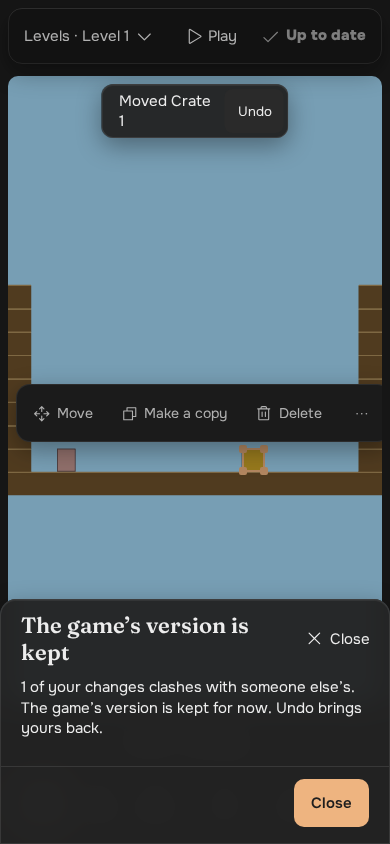 Levels · Level 1
Play
Up to date
Moved Crate
1
Undo
Move
Make a copy
Delete
...
The game’s version is
kept
Close
1 of your changes clashes with someone else’s.
The game’s version is kept for now. Undo brings
yours back.
Close